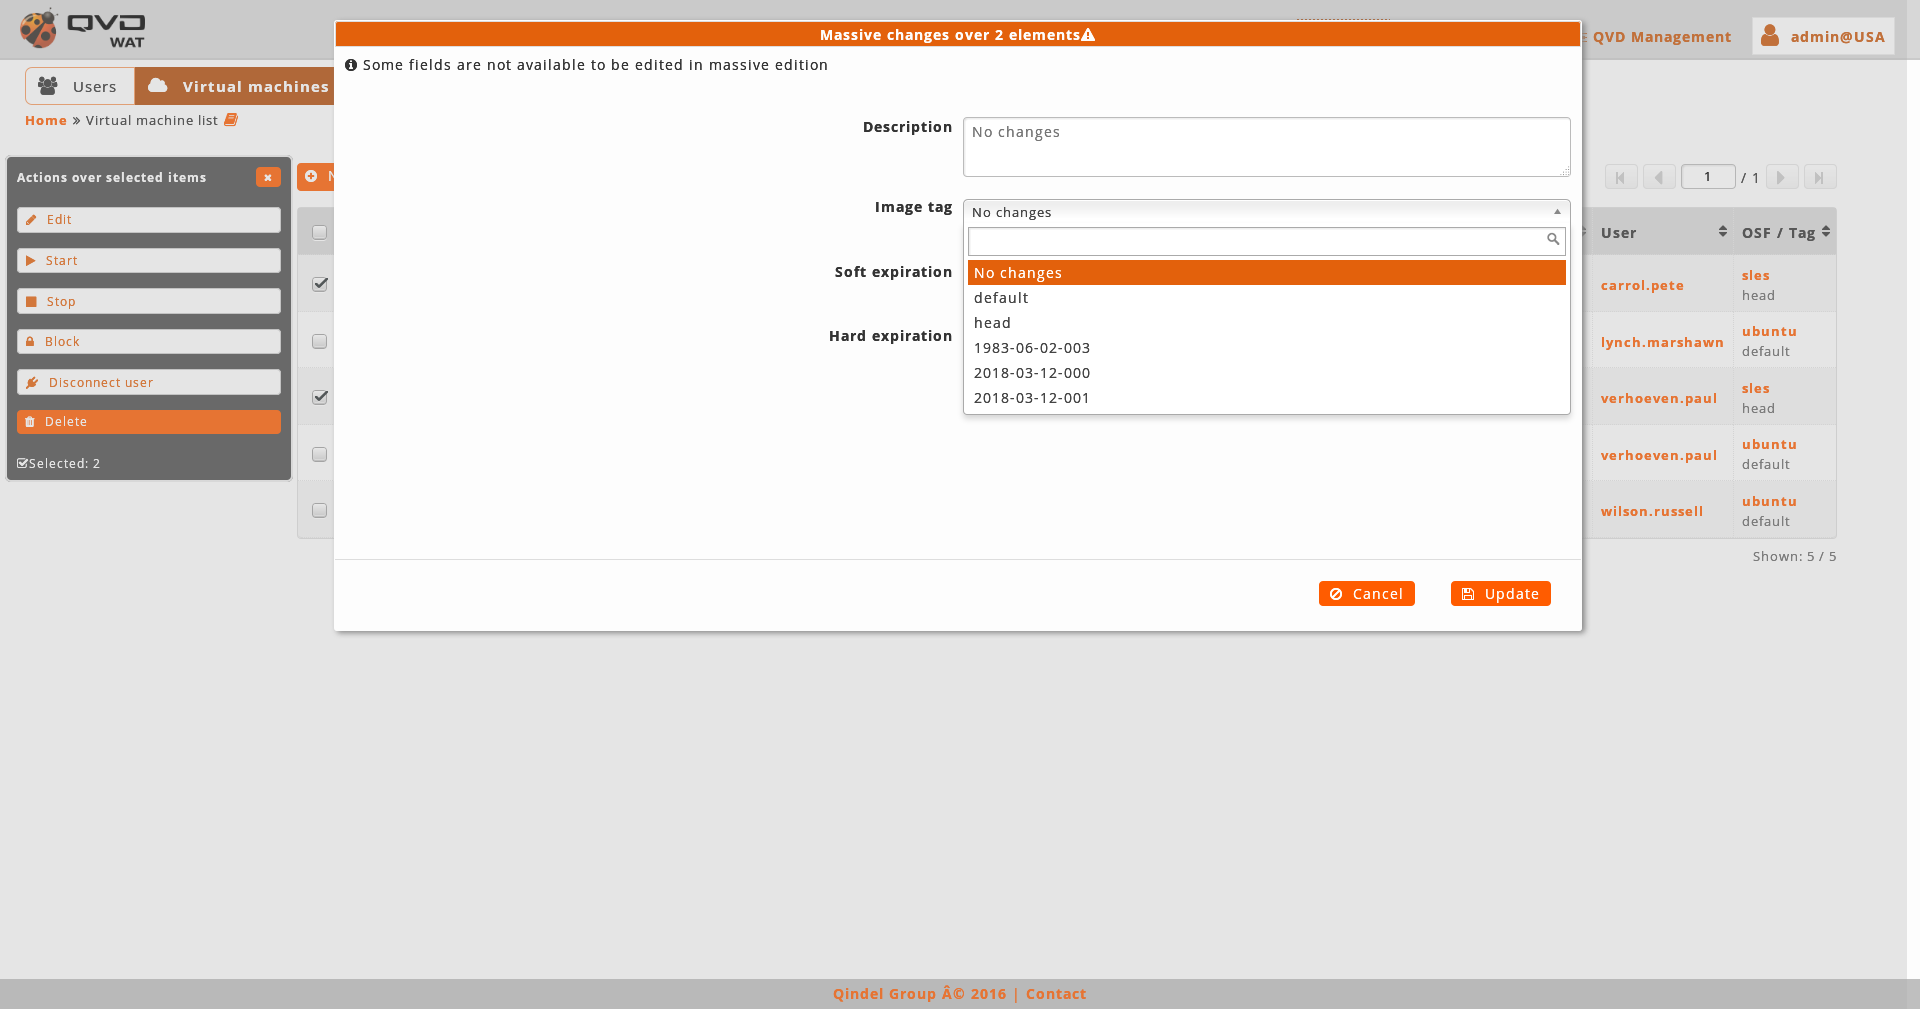 QVD
WAT
QVD Management
admin@USA
Users
Virtual machines
Home » Virtual machine list
Massive changes over 2 elements
Some fields are not available to be edited in massive edition
Description
No changes
Image tag
No changes
No changes
default
head
1983-06-02-003
2018-03-12-000
2018-03-12-001
Soft expiration
Hard expiration
Cancel
Update
Actions over selected items
Edit
Start
Stop
Block
Disconnect user
Delete
Selected: 2
1 / 1
User
OSF / Tag
carrol.pete
sles
head
lynch.marshawn
ubuntu
default
verhoeven.paul
sles
head
verhoeven.paul
ubuntu
default
wilson.russell
ubuntu
default
Shown: 5 / 5
Qindel Group Â© 2016 | Contact